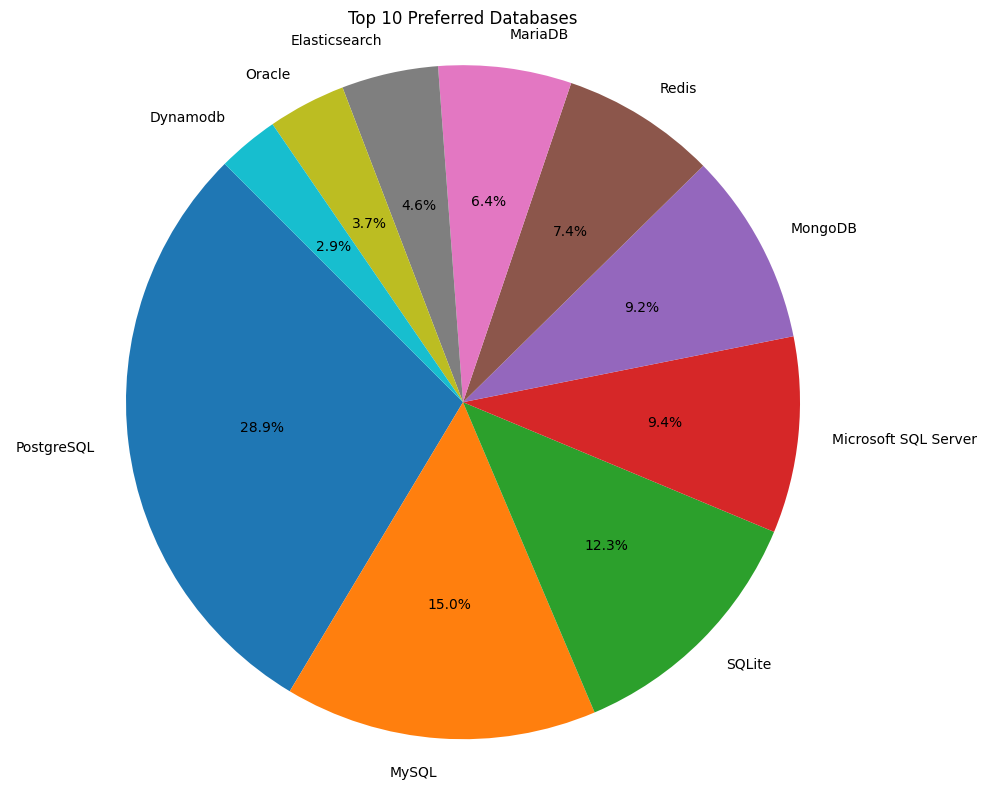 Top 10 Preferred Databases
MariaDB
Elasticsearch
Oracle
Redis
Dynamodb
6.4%
4.6%
3.7%
7.4%
MongoDB
2.9%
9.2%
28.9%
9.4%
PostgreSQL
Microsoft SQL Server
12.3%
15.0%
SQLite
MySQL